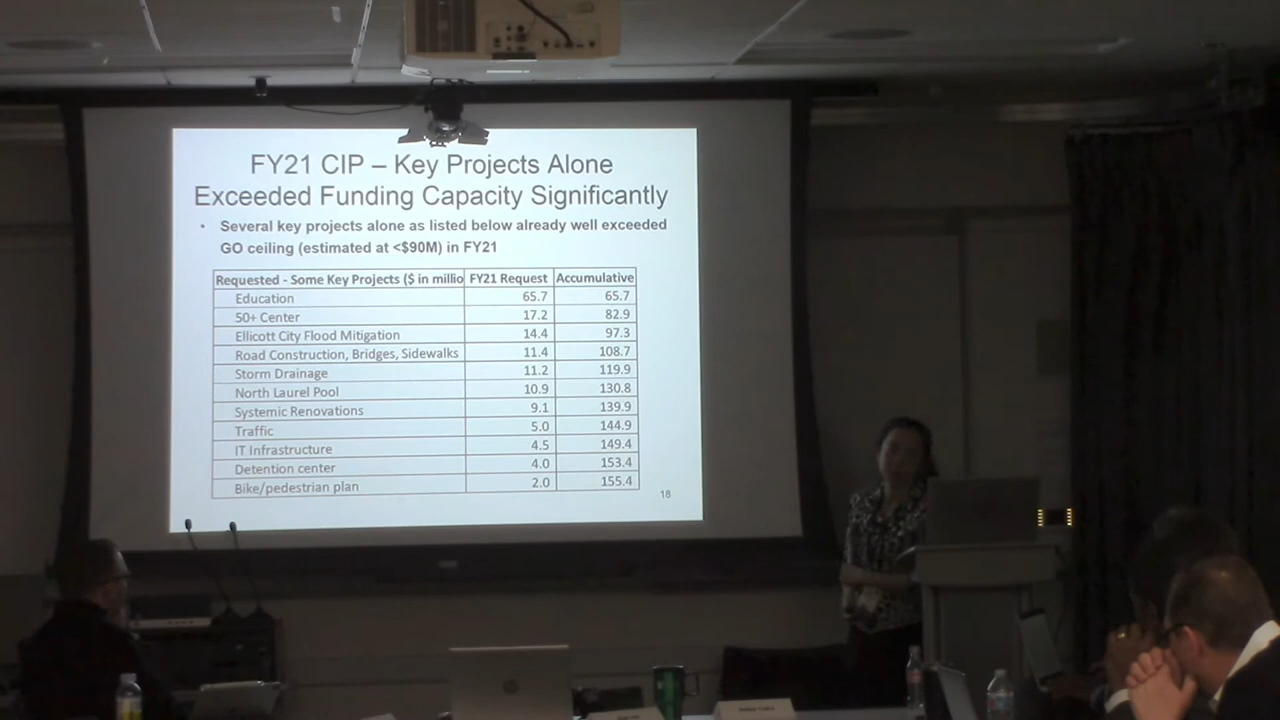 FY21 CIP – Key Projects Alone
Exceeded Funding Capacity Significantly
• Several key projects alone as listed below already well exceeded
GO ceiling (estimated at <$90M) in FY21
Requested - Some Key Projects ($ in millio FY21 Request Accumulative
Education 65.7 65.7
50+ Center 17.2 82.9
Ellicott City Flood Mitigation 14.4 97.3
Road Construction, Bridges, Sidewalks 11.4 108.7
Storm Drainage 11.2 119.9
North Laurel Pool 10.9 130.8
Systemic Renovations 9.1 139.9
Traffic 5.0 144.9
IT Infrastructure 4.5 149.4
Detention center 4.0 153.4
Bike/pedestrian plan 2.0 155.4
18